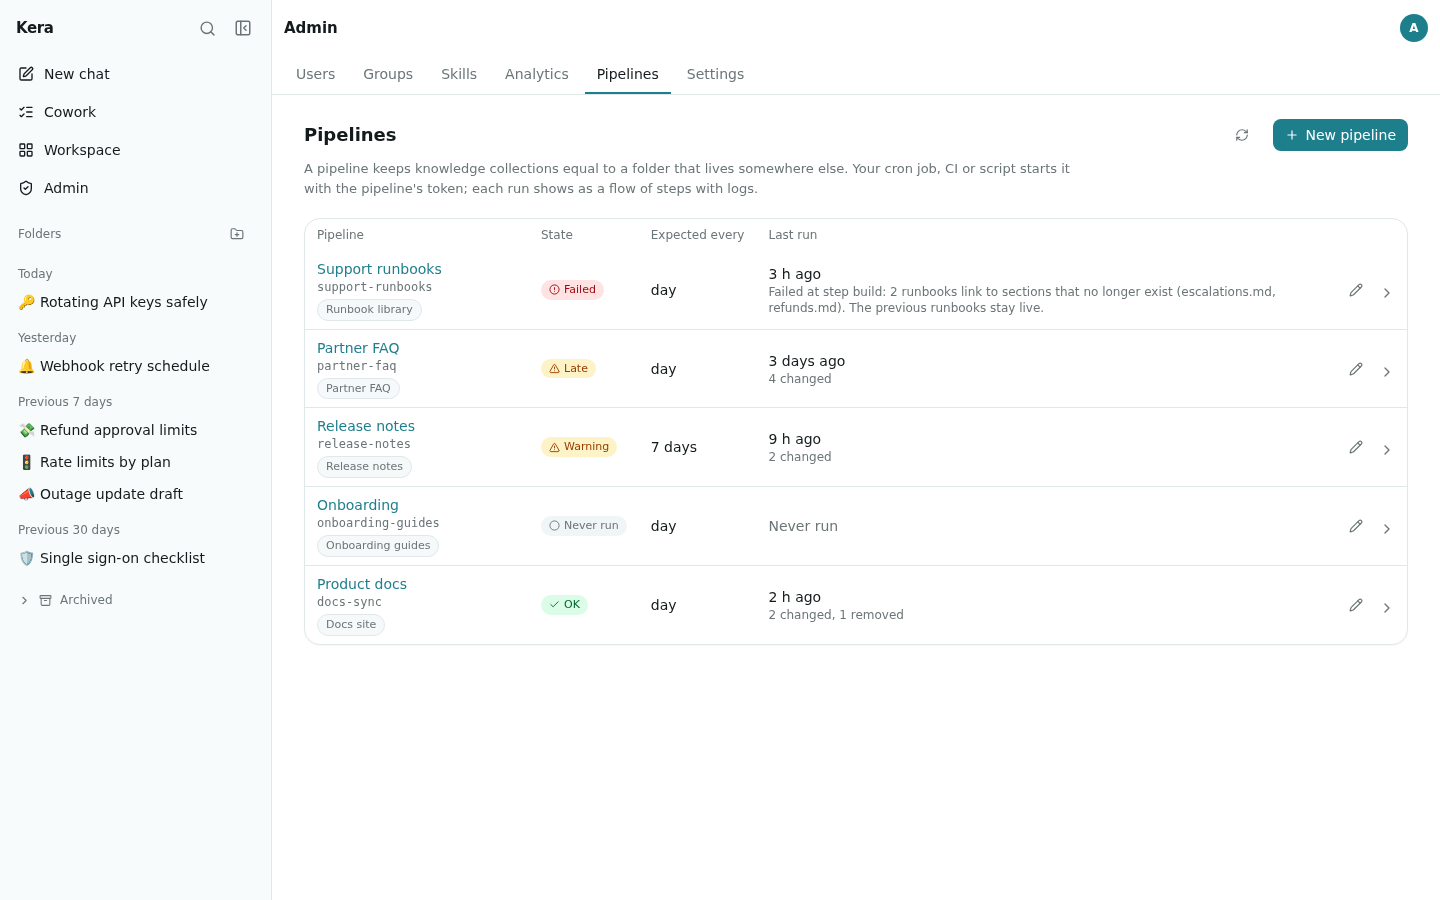 Kera
Admin
A
New chat
Cowork
Workspace
Admin
Folders
Today
🔑 Rotating API keys safely
Yesterday
🔔 Webhook retry schedule
Previous 7 days
💸 Refund approval limits
🚦 Rate limits by plan
📣 Outage update draft
Previous 30 days
🛡️ Single sign-on checklist
Archived
Users Groups Skills Analytics Pipelines Settings
Pipelines
New pipeline
A pipeline keeps knowledge collections equal to a folder that lives somewhere else. Your cron job, CI or script starts it
with the pipeline's token; each run shows as a flow of steps with logs.
Pipeline State Expected every Last run
Support runbooks
support-runbooks
Runbook library
Failed
day
3 h ago
Failed at step build: 2 runbooks link to sections that no longer exist (escalations.md,
refunds.md). The previous runbooks stay live.
Partner FAQ
partner-faq
Partner FAQ
Late
day
3 days ago
4 changed
Release notes
release-notes
Release notes
Warning
7 days
9 h ago
2 changed
Onboarding
onboarding-guides
Onboarding guides
Never run
day
Never run
Product docs
docs-sync
Docs site
OK
day
2 h ago
2 changed, 1 removed